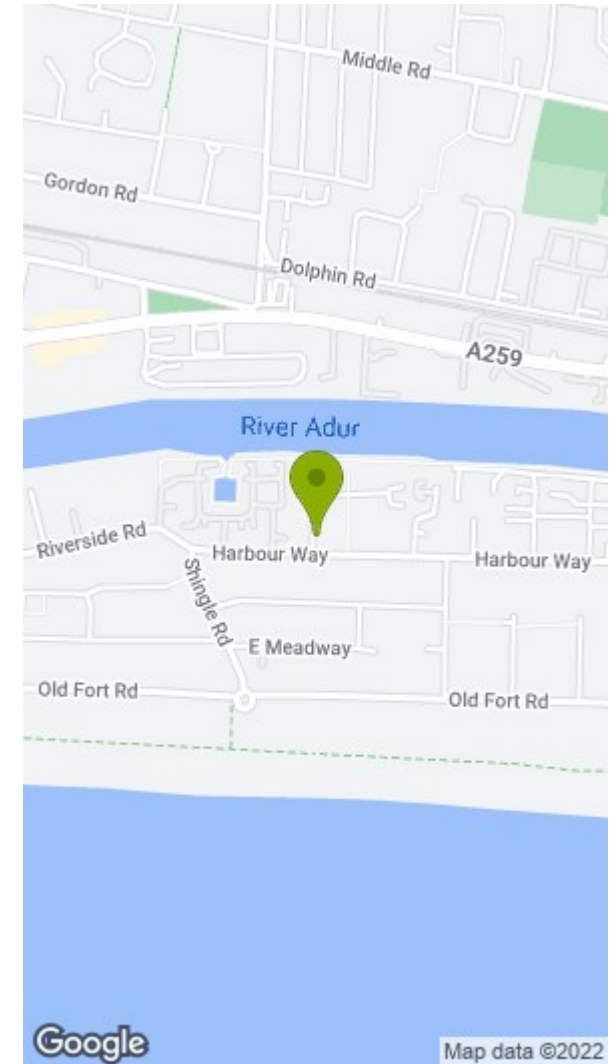 Middle Rd
Gordon Rd
Dolphin Rd
A259
River Adur
Riverside Rd
Harbour Way
Harbour Way
Shingle Rd
E Meadway
Old Fort Rd
Old Fort Rd
Google
Map data ©2022